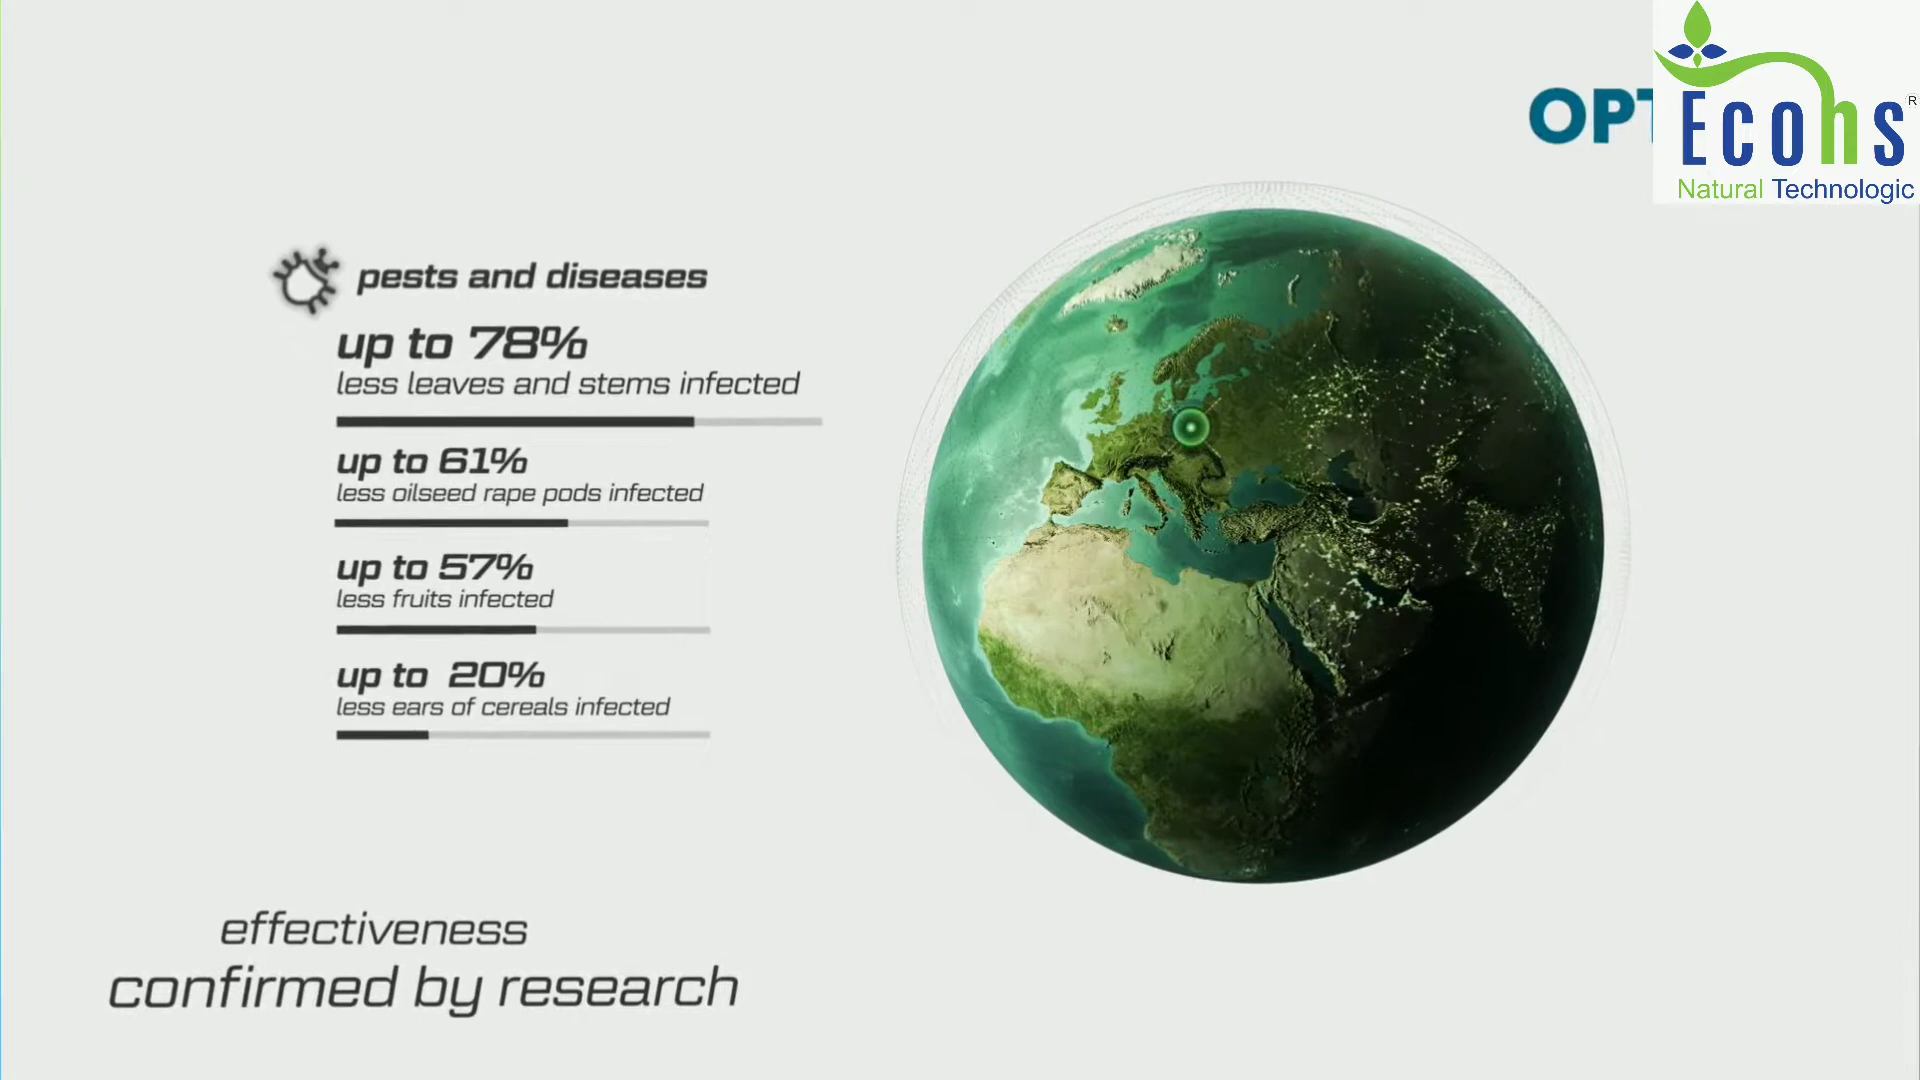 OPT
Ecohs®
Natural Technologic
pests and diseases
up to 78%
less leaves and stems infected
up to 61%
less oilseed rape pods infected
up to 57%
less fruits infected
up to 20%
less ears of cereals infected
effectiveness
confirmed by research